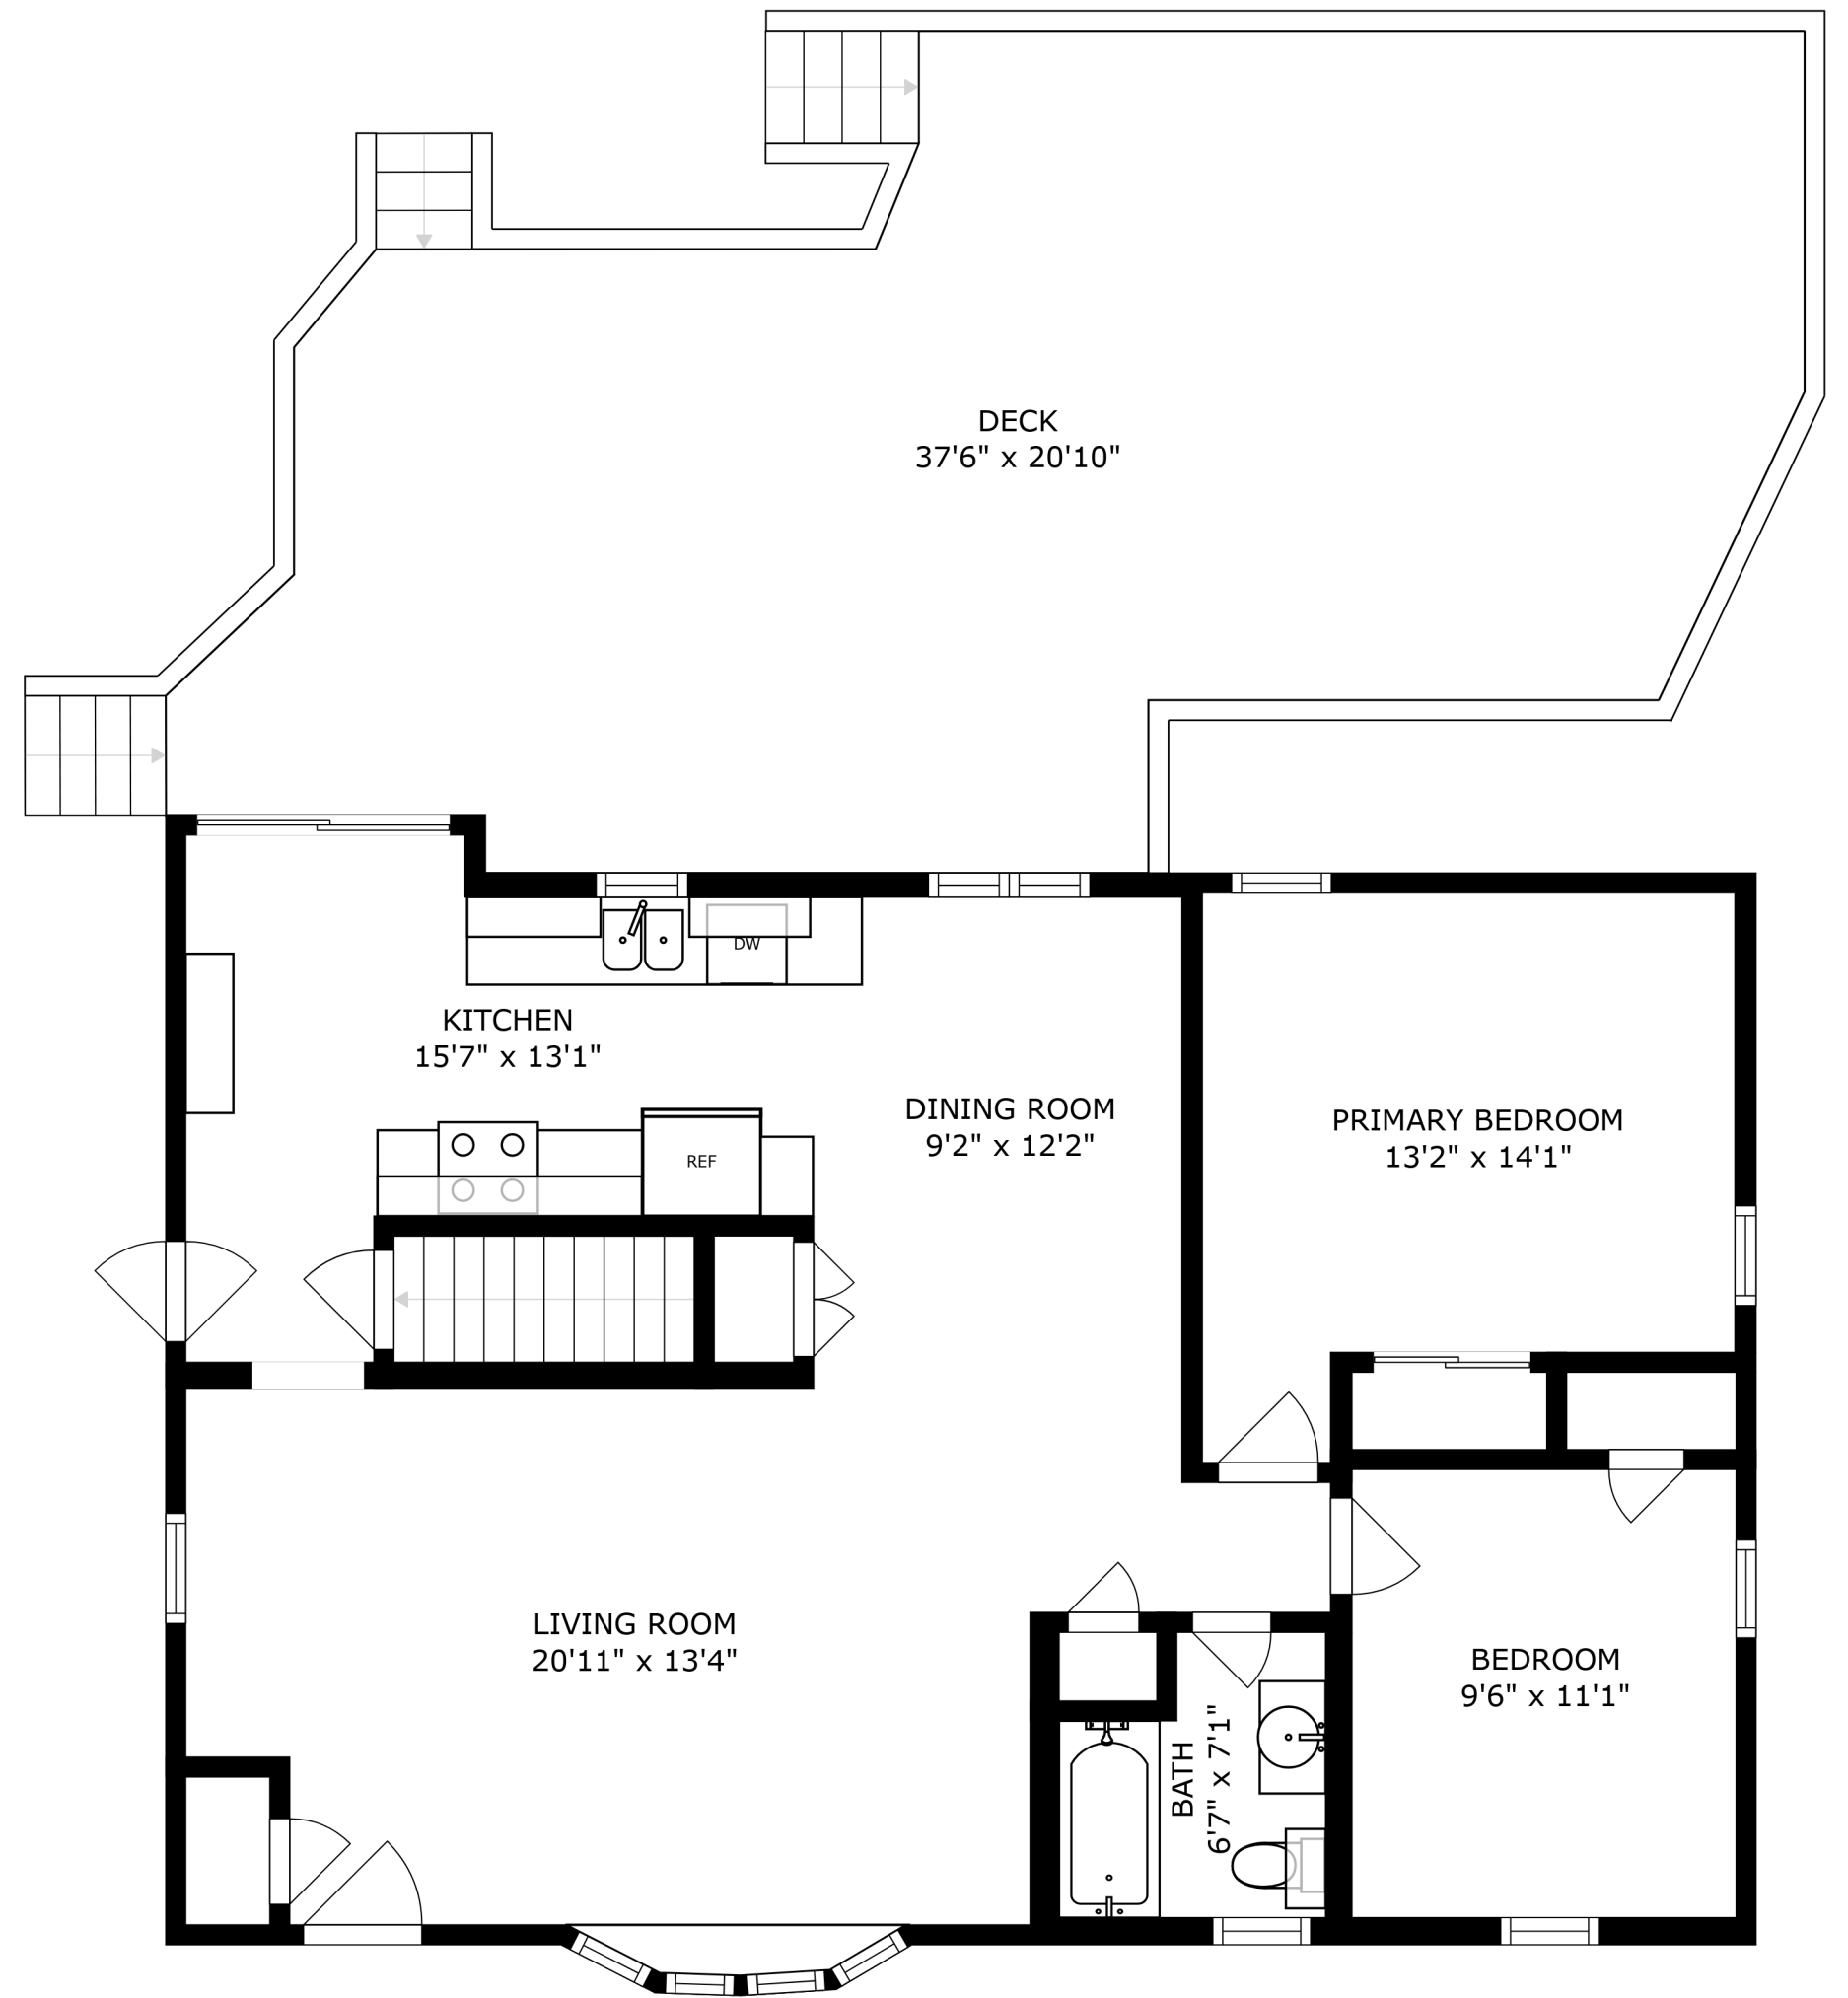 DECK
37'6" x 20'10"
DW
KITCHEN
15'7" x 13'1"
DINING ROOM
9'2" x 12'2"
PRIMARY BEDROOM
13'2" x 14'1"
REF
LIVING ROOM
20'11" x 13'4"
BEDROOM
9'6" x 11'1"
BATH
6'7" x 7'1"